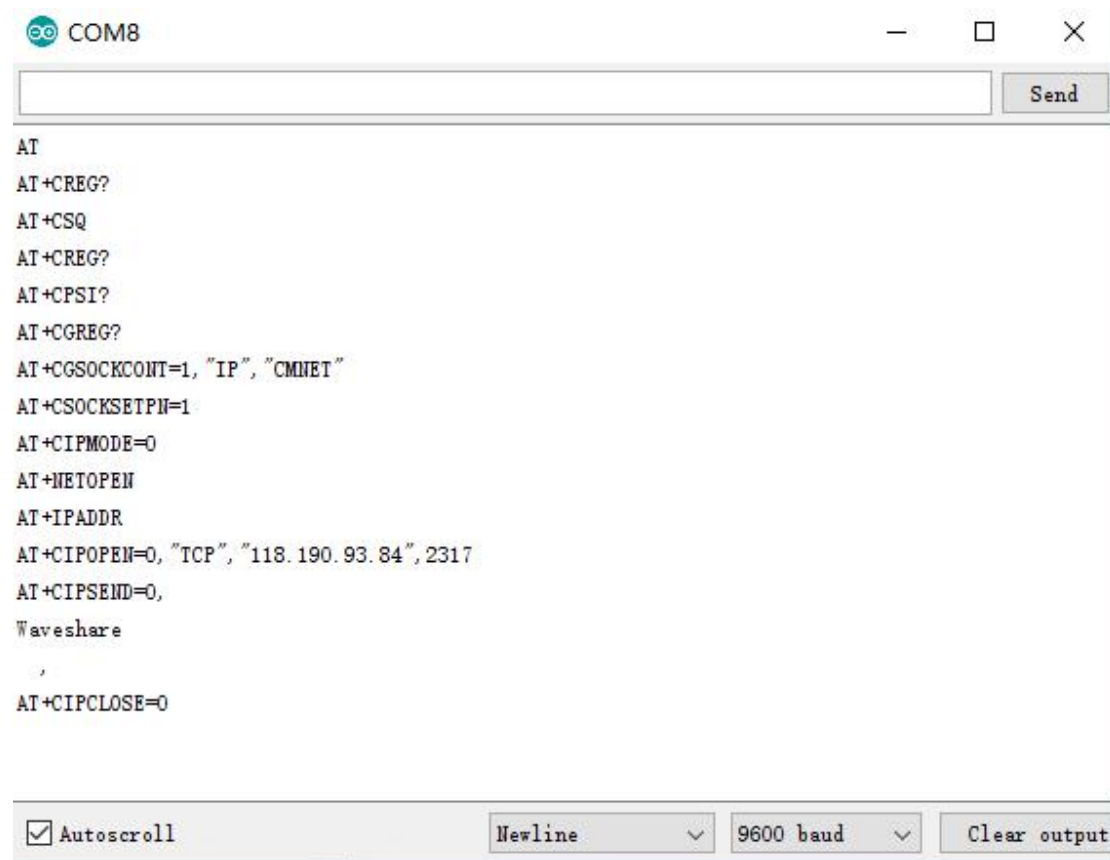 COM8
Send
AT
AT+CREG?
AT+CSQ
AT+CREG?
AT+CPSI?
AT+CGREG?
AT+CGSOCKCONT=1,"IP","CMNET"
AT+CSOCKSETPN=1
AT+CIPMODE=0
AT+NETOPEN
AT+IPADDR
AT+CIPOPEN=0,"TCP","118.190.93.84",2317
AT+CIPSEND=0,
Waveshare
,
AT+CIPCLOSE=0
Autoscroll Newline 9600 baud Clear output